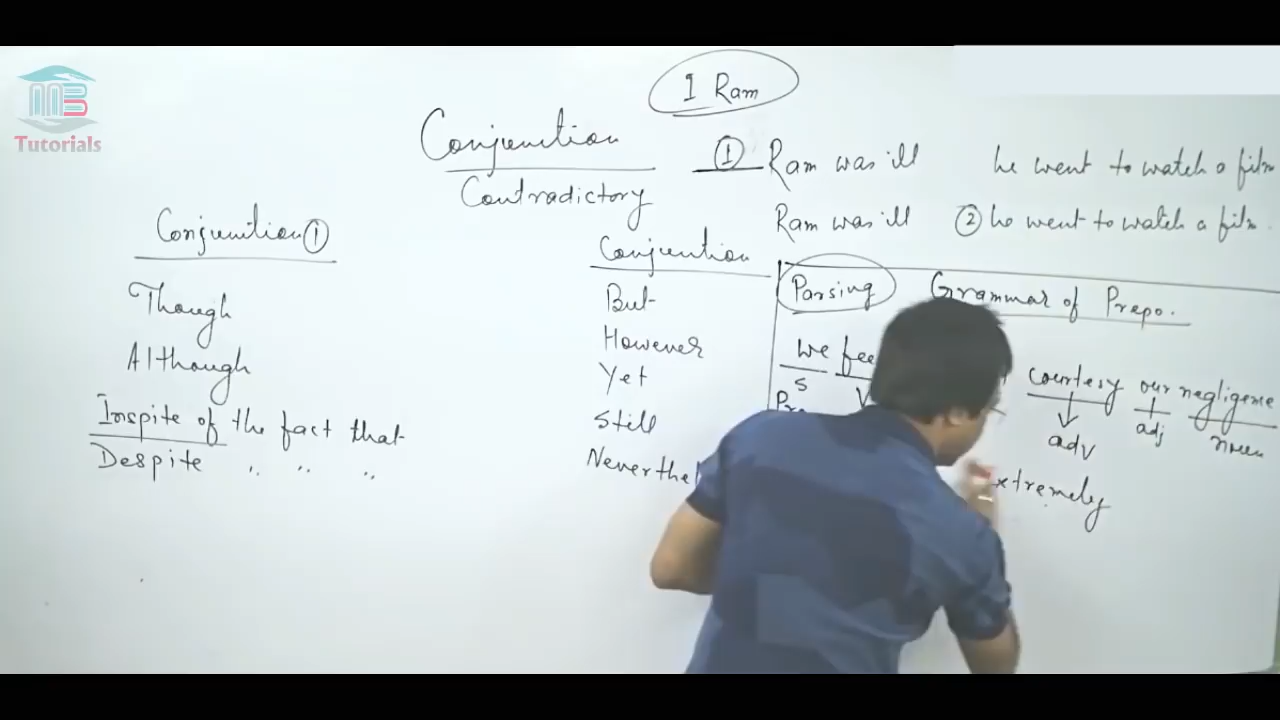 MB
Tutorials
I Ram
Conjunction
Contradictory
① Ram was ill he went to watch a film
Ram was ill ② he went to watch a film.
Conjunction ①
Though
Although
Inspite of the fact that
Despite " " "
Conjunction
But
However
Yet
Still
Parsing Grammar of Prepo.
We courtesy our negligence
S V adv adj noun